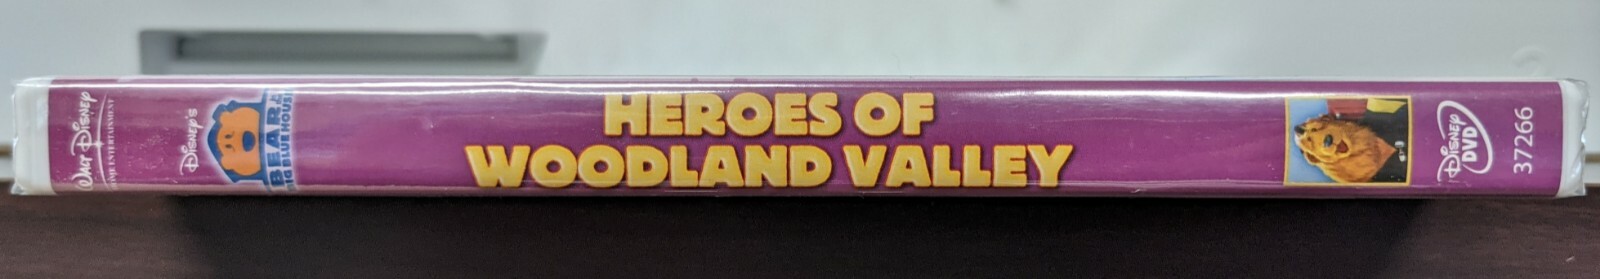 WALT DISNEY
HOME ENTERTAINMENT
DISNEY'S
BEAR
BIG BLUE HOUSE
HEROES OF
WOODLAND VALLEY
DISNEY
DVD
37266